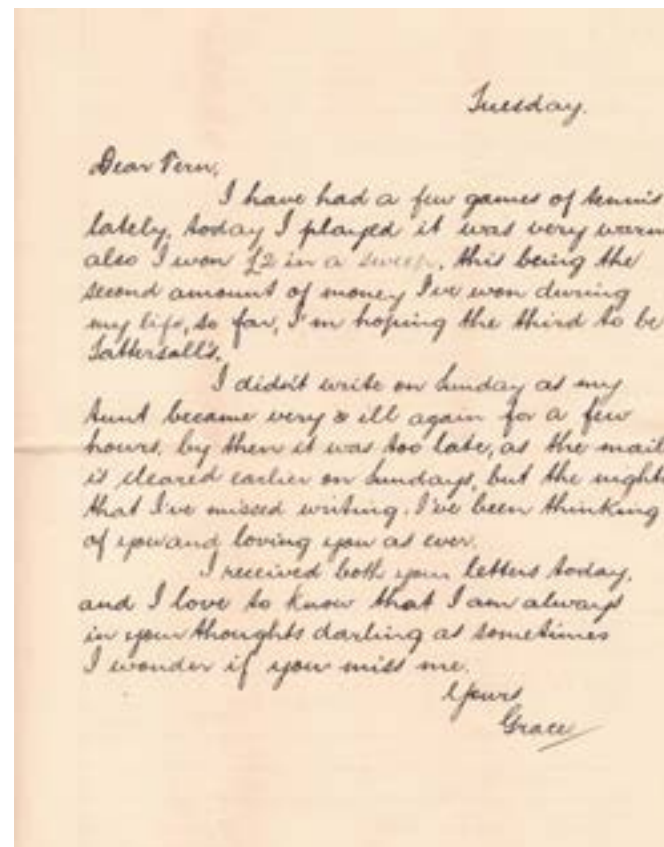 Tuesday.
Dear Vern,
I have had a few games of tennis
lately, today I played it was very warm
also I won £2 in a sweep, this being the
second amount of money I've won during
my life, so far, I'm hoping the third to be
Tattersall's.
I didn't write on Sunday as my
Aunt became very ill again for a few
hours, by then it was too late, as the mail
is cleared earlier on Sundays, but the nights
that I've missed writing. I've been thinking
of you and loving you as ever.
I received both your letters today,
and I love to know that I am always
in your thoughts darling as sometimes
I wonder if you miss me.
Yours
Grace